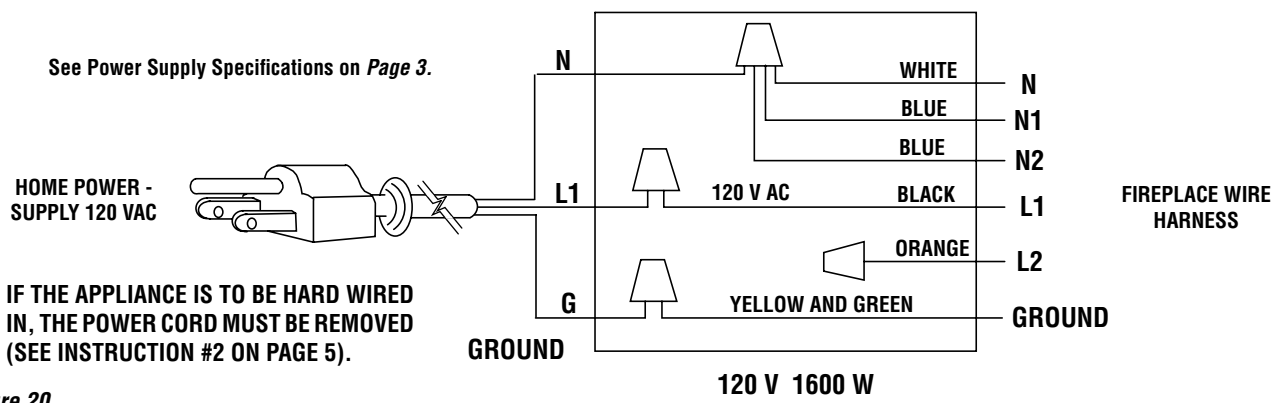 See Power Supply Specifications on Page 3.
N
WHITE
N
BLUE
N1
BLUE
N2
HOME POWER -
SUPPLY 120 VAC
L1
120 V AC
BLACK
L1
FIREPLACE WIRE
HARNESS
ORANGE
L2
IF THE APPLIANCE IS TO BE HARD WIRED
IN, THE POWER CORD MUST BE REMOVED
(SEE INSTRUCTION #2 ON PAGE 5).
G
GROUND
YELLOW AND GREEN
GROUND
120 V 1600 W
20